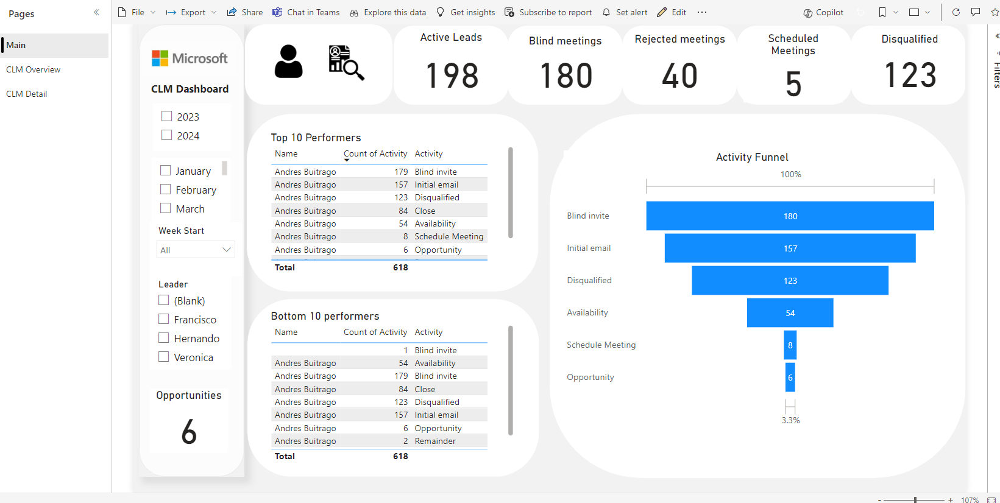 Pages
File
Export
Share
Chat in Teams
Explore this data
Get insights
Subscribe to report
Set alert
Edit
...
Copilot
Main
CLM Overview
CLM Detail
Microsoft
CLM Dashboard
2023
2024
January
February
March
Week Start
All
Leader
(Blank)
Francisco
Hernando
Veronica
Opportunities
6
Active Leads
198
Blind meetings
180
Rejected meetings
40
Scheduled
Meetings
5
Disqualified
123
Top 10 Performers
Name Count of Activity Activity
Andres Buitrago 179 Blind invite
Andres Buitrago 157 Initial email
Andres Buitrago 123 Disqualified
Andres Buitrago 84 Close
Andres Buitrago 54 Availability
Andres Buitrago 8 Schedule Meeting
Andres Buitrago 6 Opportunity
Total 618
Bottom 10 performers
Name Count of Activity Activity
1 Blind invite
Andres Buitrago 54 Availability
Andres Buitrago 179 Blind invite
Andres Buitrago 84 Close
Andres Buitrago 123 Disqualified
Andres Buitrago 157 Initial email
Andres Buitrago 6 Opportunity
Andres Buitrago 2 Remainder
Total 618
Activity Funnel
100%
Blind invite 180
Initial email 157
Disqualified 123
Availability 54
Schedule Meeting 8
Opportunity 6
3.3%
Filters
- + 107%